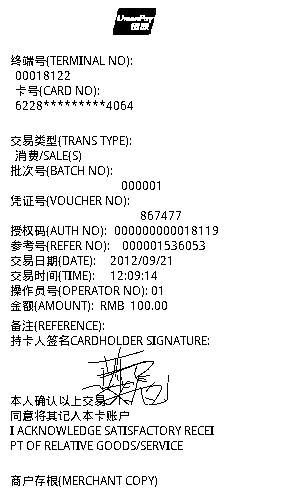 UnionPay
银联
终端号(TERMINAL NO):
00018122
卡号(CARD NO):
6228*********4064
交易类型(TRANS TYPE):
消费/SALE(S)
批次号(BATCH NO):
000001
凭证号(VOUCHER NO):
867477
授权码(AUTH NO): 000000000018119
参考号(REFER NO): 000001536053
交易日期(DATE): 2012/09/21
交易时间(TIME): 12:09:14
操作员号(OPERATOR NO): 01
金额(AMOUNT): RMB 100.00
备注(REFERENCE):
持卡人签名CARDHOLDER SIGNATURE:
本人确认以上交易
同意将其记入本卡账户
I ACKNOWLEDGE SATISFACTORY RECEI
PT OF RELATIVE GOODS/SERVICE
商户存根(MERCHANT COPY)